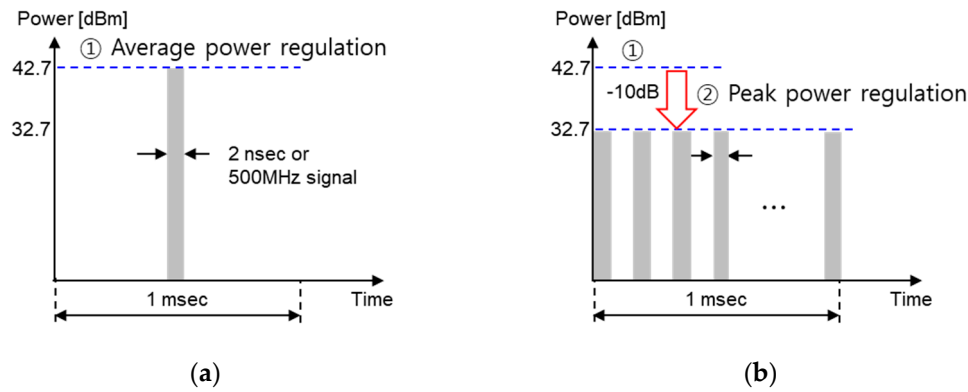 Power [dBm]
① Average power regulation
42.7
32.7
2 nsec or
500MHz signal
1 msec
Time
(a)
Power [dBm]
①
42.7
-10dB
② Peak power regulation
32.7
...
1 msec
Time
(b)